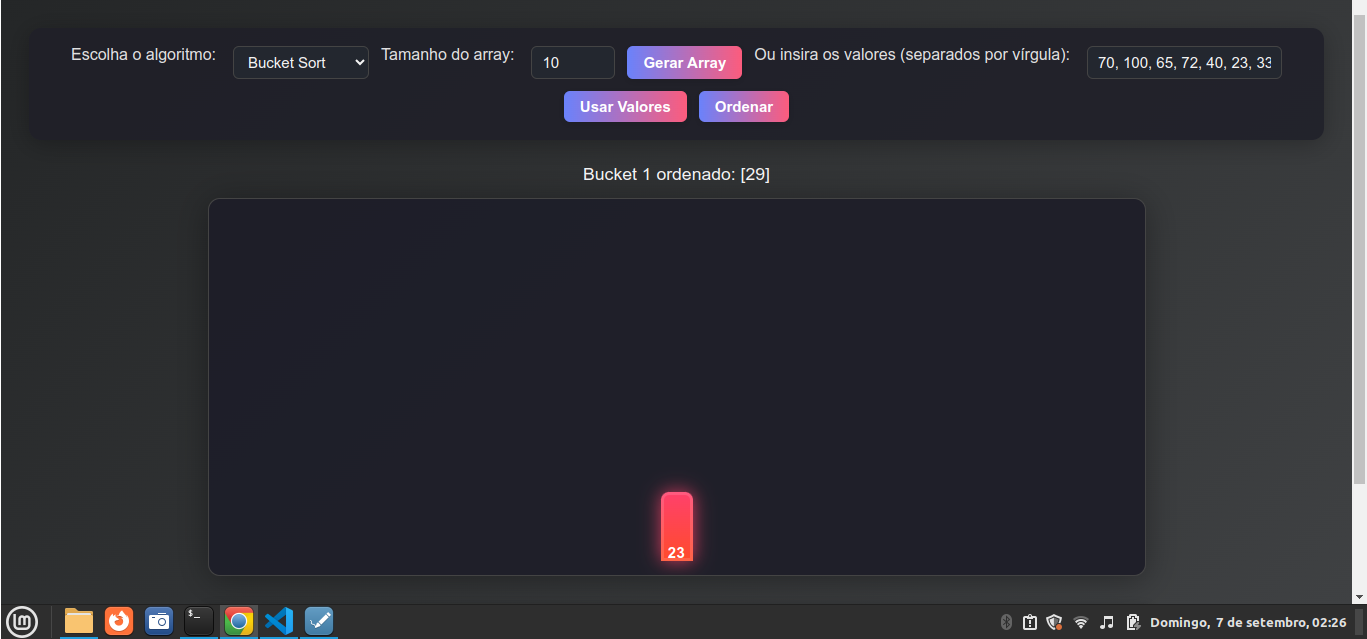 Escolha o algoritmo: Bucket Sort Tamanho do array: 10 Gerar Array Ou insira os valores (separados por vírgula): 70, 100, 65, 72, 40, 23, 33
Usar Valores Ordenar
Bucket 1 ordenado: [29]
23
$_
Domingo, 7 de setembro, 02:26